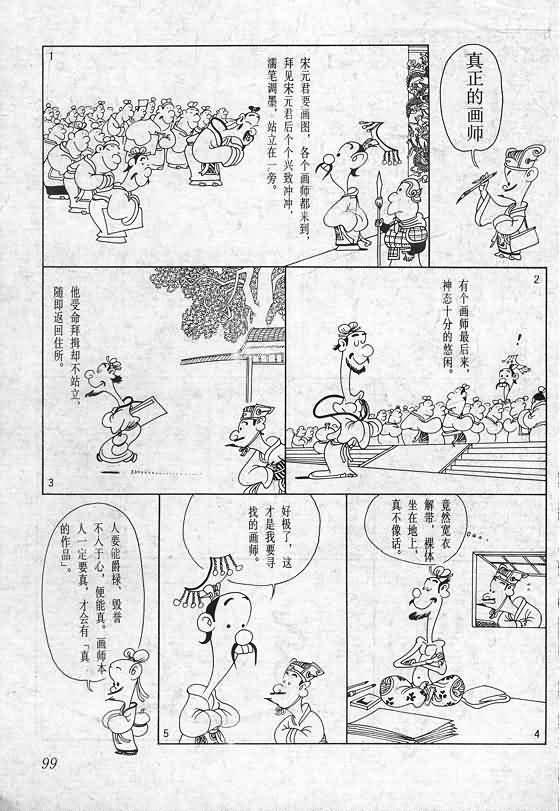 真正的画师
1
宋元君要画图，各个画师都来到，
拜见宋元君后个个兴致冲冲，
濡笔调墨，站立在一旁。
2
有个画师最后来，
神态十分的悠闲。
！
3
他受命拜揖却不站立，
随即返回住所。
4
竟然宽衣
解带，裸体
坐在地上，
真不像话。
5
好极了，这
才是我要寻
找的画师。
人要能爵禄、毁誉
不入于心，便能真。画师本
人一定要真，才会有「真
的作品」。
99